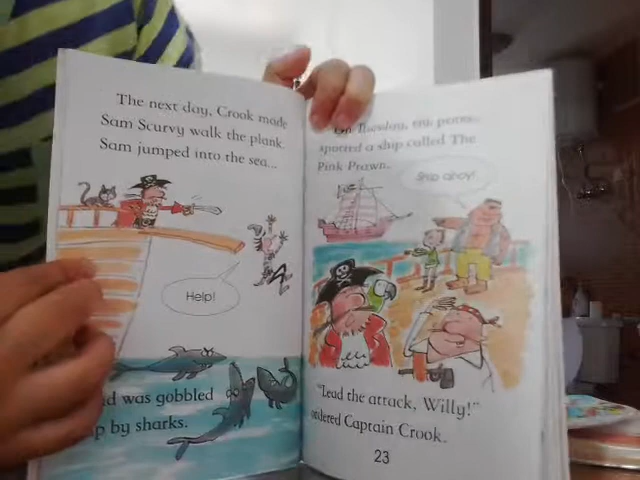 The next day, Crook made
Sam Scurvy walk the plank.
Sam jumped into the sea...
Help!
was gobbled
by sharks.
Tuesday,
spotted a ship called The
Pink Prawn.
Ship ahoy!
"Lead the attack, Willy!"
ordered Captain Crook.
23